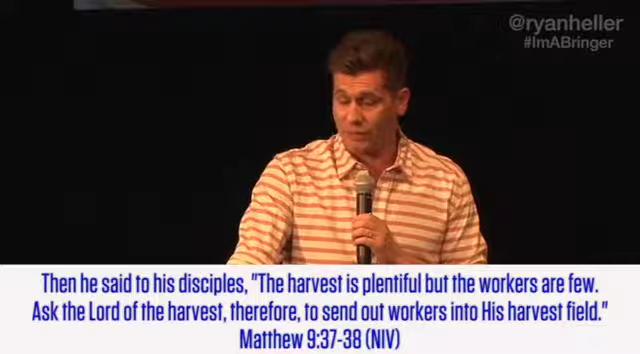 @ryanheller
#ImABringer
Then he said to his disciples, "The harvest is plentiful but the workers are few.
Ask the Lord of the harvest, therefore, to send out workers into His harvest field."
Matthew 9:37-38 (NIV)